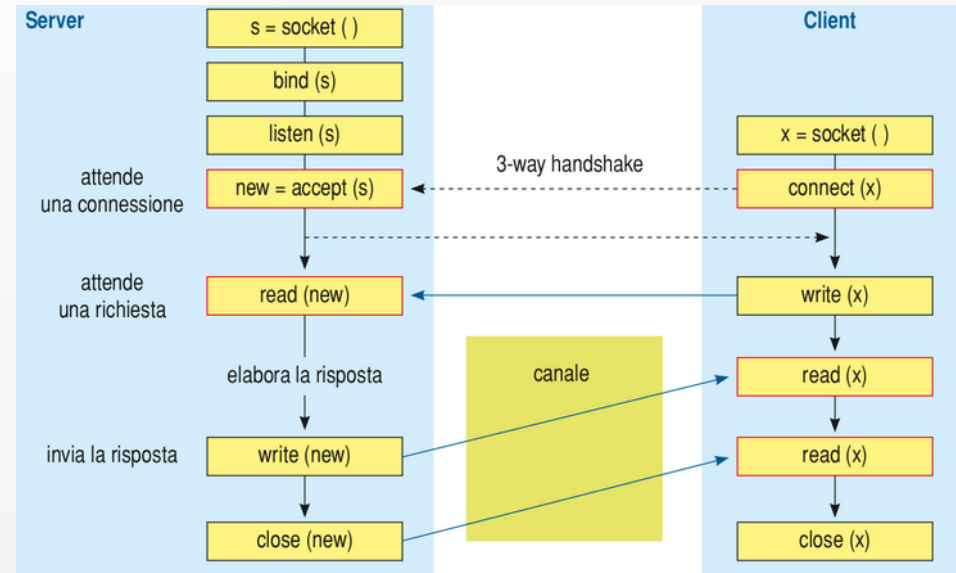 Server
Client
s = socket ( )
bind (s)
listen (s)
x = socket ( )
3-way handshake
attende
una connessione
new = accept (s)
connect (x)
attende
una richiesta
read (new)
write (x)
elabora la risposta
canale
read (x)
invia la risposta
write (new)
read (x)
close (new)
close (x)